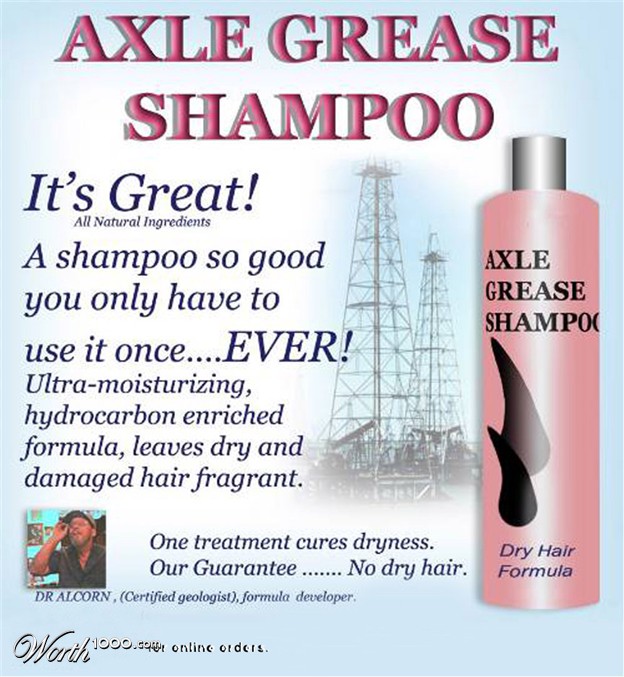 AXLE GREASE
SHAMPOO
It's Great!
All Natural Ingredients
A shampoo so good
you only have to
use it once....EVER!
Ultra-moisturizing,
hydrocarbon enriched
formula, leaves dry and
damaged hair fragrant.
AXLE
GREASE
SHAMPOO
Dry Hair
Formula
One treatment cures dryness.
Our Guarantee ....... No dry hair.
DR ALCORN , (Certified geologist), formula developer.
Worth1000.com for online orders.